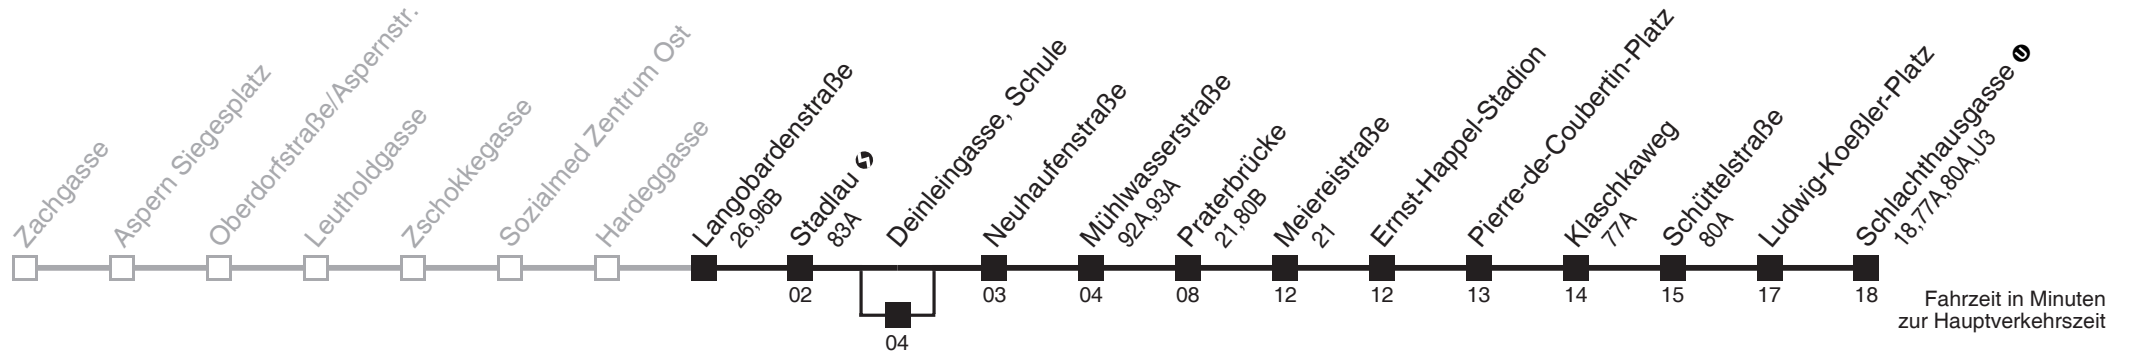 Zachgasse
Aspern Siegesplatz
Oberdorfstraße/Aspernstr.
Leutholdgasse
Zschokkegasse
Sozialmed Zentrum Ost
Hardeggasse
Langobardenstraße
26,96B
Stadlau
83A
Deinleingasse, Schule
Neuhaufenstraße
Mühlwasserstraße
92A,93A
Praterbrücke
21,80B
Meiereistraße
21
Ernst-Happel-Stadion
Pierre-de-Coubertin-Platz
Klaschkaweg
77A
Schüttelstraße
80A
Ludwig-Koeßler-Platz
Schlachthausgasse U
18,77A,80A,U3
02
03
04
08
12
12
13
14
15
17
18
04
Fahrzeit in Minuten
zur Hauptverkehrszeit